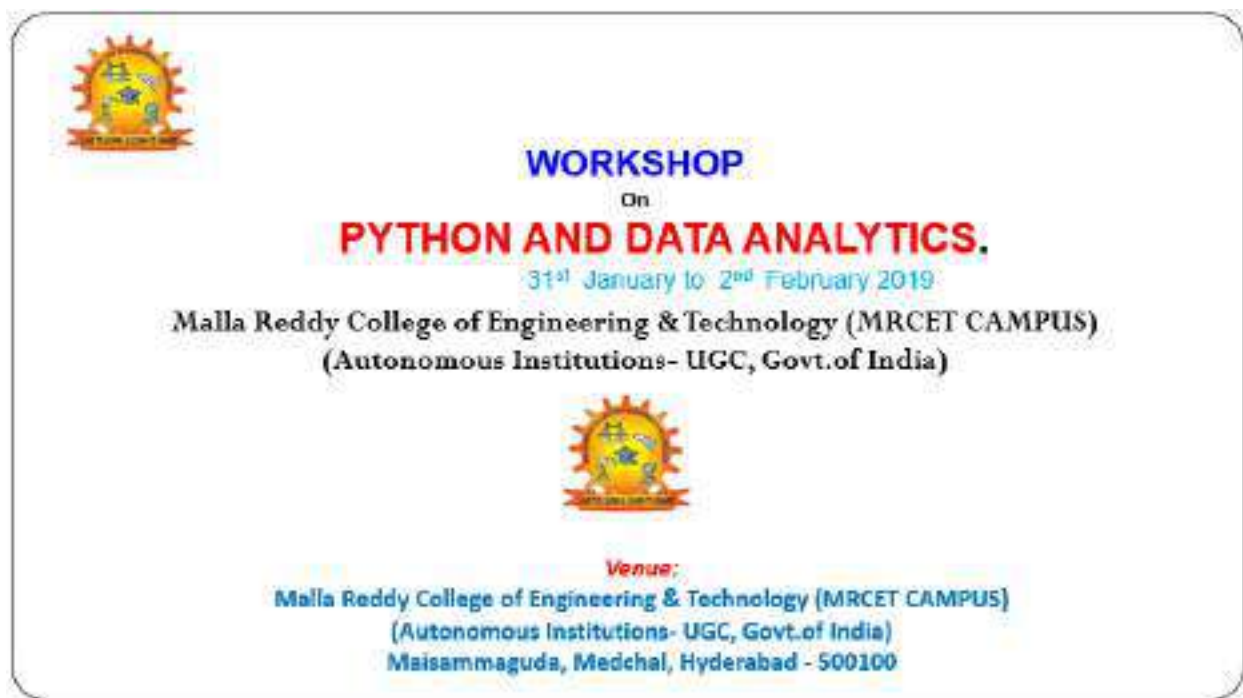 WORKSHOP
On
PYTHON AND DATA ANALYTICS.
31st January to 2nd February 2019
Malla Reddy College of Engineering & Technology (MRCET CAMPUS)
(Autonomous Institutions- UGC, Govt.of India)
Venue:
Malla Reddy College of Engineering & Technology (MRCET CAMPUS)
(Autonomous Institutions- UGC, Govt.of India)
Maisammaguda, Medchal, Hyderabad - 500100